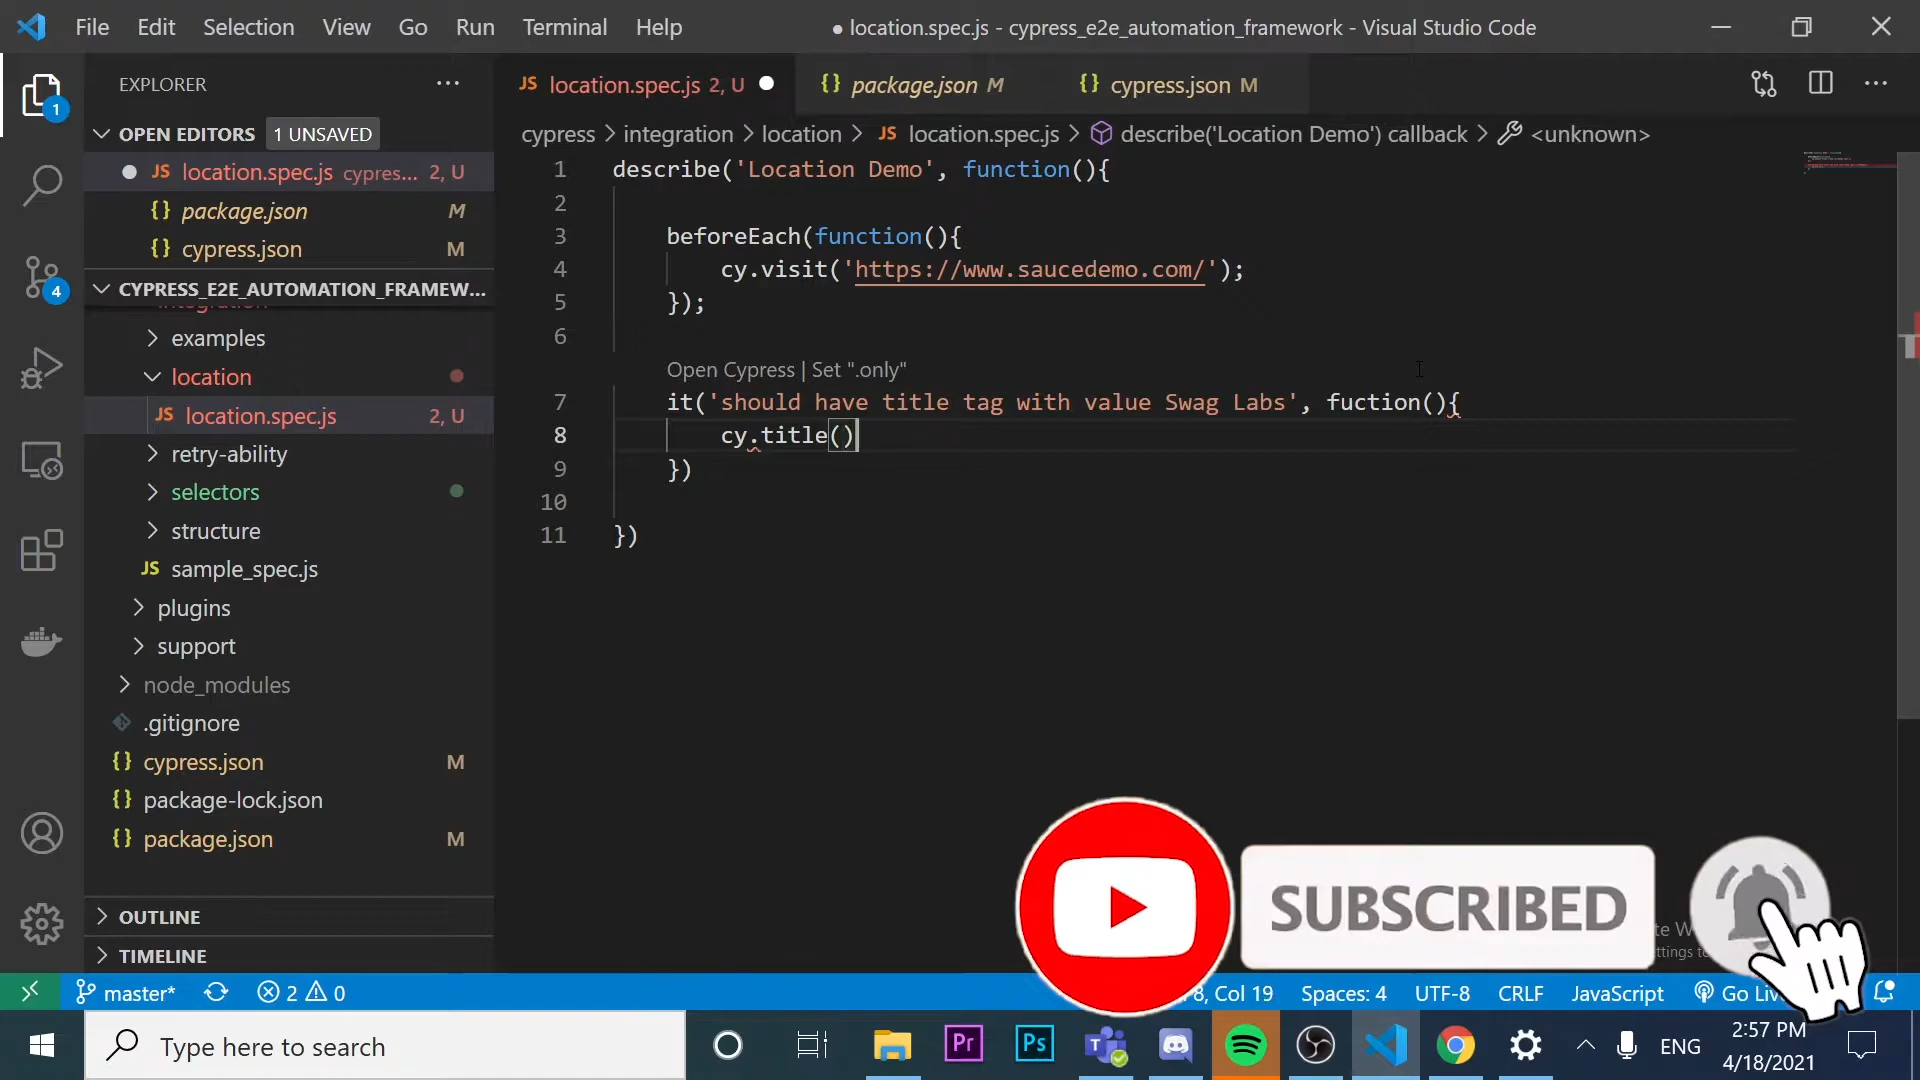 File Edit Selection View Go Run Terminal Help
● location.spec.js - cypress_e2e_automation_framework - Visual Studio Code
EXPLORER
OPEN EDITORS 1 UNSAVED
JS location.spec.js cypres... 2, U
{} package.json M
{} cypress.json M
CYPRESS_E2E_AUTOMATION_FRAMEW...
integration
examples
location
JS location.spec.js 2, U
retry-ability
selectors
structure
JS sample_spec.js
plugins
support
node_modules
.gitignore
{} cypress.json M
{} package-lock.json
{} package.json M
OUTLINE
TIMELINE
1
4
JS location.spec.js 2, U
{} package.json M
{} cypress.json M
cypress > integration > location > JS location.spec.js > describe('Location Demo') callback > <unknown>
1 describe('Location Demo', function(){
2
3 beforeEach(function(){
4 cy.visit('https://www.saucedemo.com/');
5 });
6
Open Cypress | Set ".only"
7 it('should have title tag with value Swag Labs', fuction(){
8 cy.title()
9 })
10
11 })
SUBSCRIBED
master* 2 0
8, Col 19 Spaces: 4 UTF-8 CRLF JavaScript Go Liv
Type here to search
Pr
Ps
ENG
2:57 PM
4/18/2021